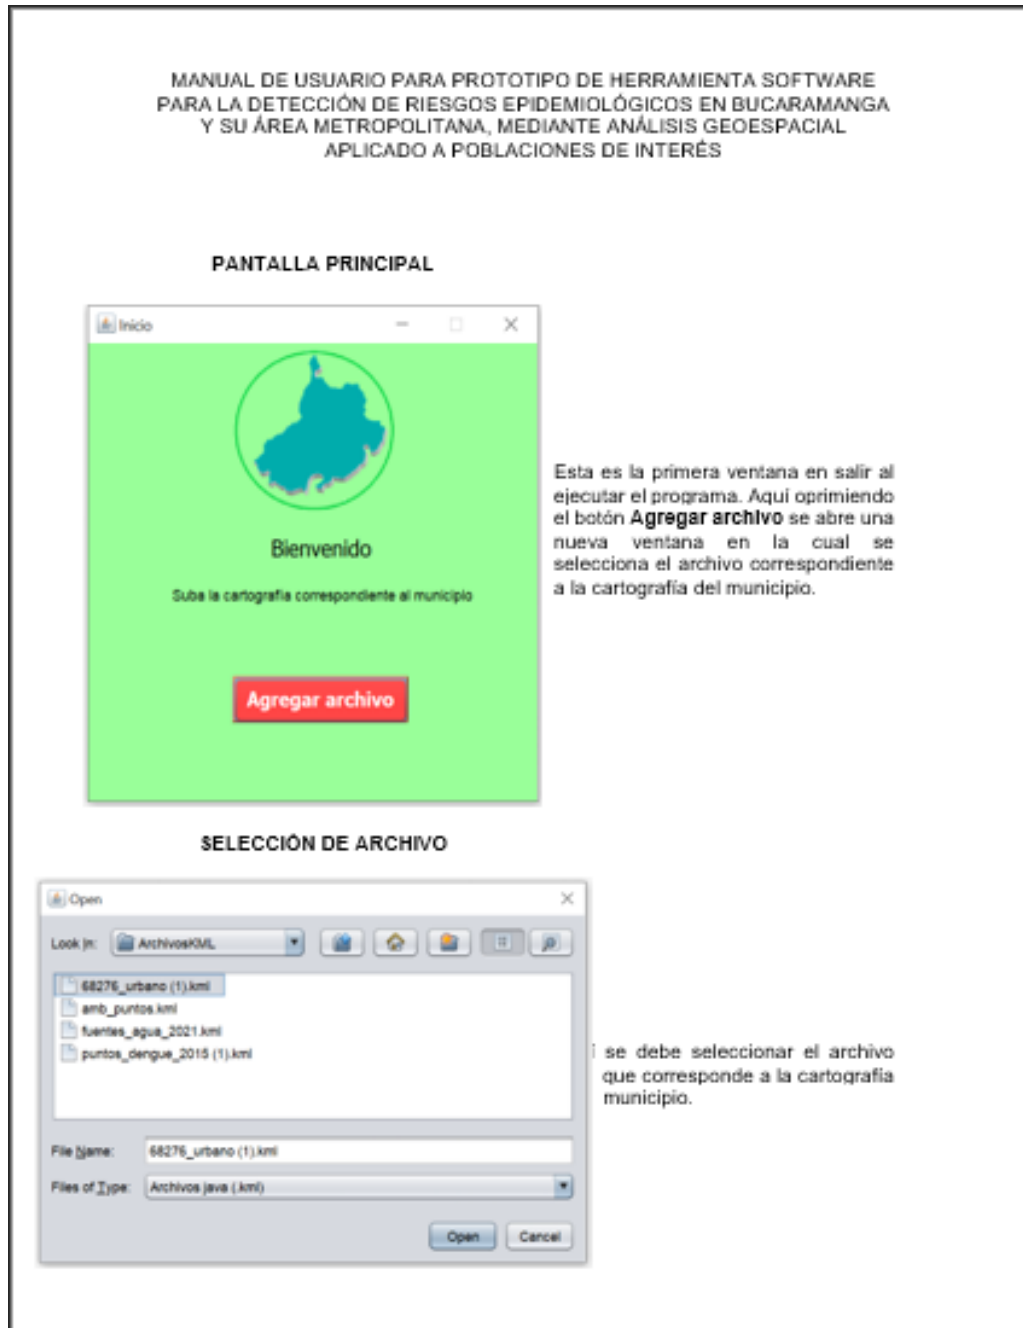 MANUAL DE USUARIO PARA PROTOTIPO DE HERRAMIENTA SOFTWARE
PARA LA DETECCIÓN DE RIESGOS EPIDEMIOLÓGICOS EN BUCARAMANGA
Y SU ÁREA METROPOLITANA, MEDIANTE ANÁLISIS GEOESPACIAL
APLICADO A POBLACIONES DE INTERÉS
PANTALLA PRINCIPAL
Inicio
Bienvenido
Suba la cartografía correspondiente al municipio
Agregar archivo
Esta es la primera ventana en salir al
ejecutar el programa. Aquí oprimiendo
el botón Agregar archivo se abre una
nueva ventana en la cual se
selecciona el archivo correspondiente
a la cartografía del municipio.
SELECCIÓN DE ARCHIVO
Open
Look In: ArchivosKML
68276_urbano (1).kml
amb_puntos.kml
fuentes_agua_2021.kml
puntos_dengue_2015 (1).kml
File Name: 68276_urbano (1).kml
Files of Type: Archivos java (.kml)
Open Cancel
se debe seleccionar el archivo
que corresponde a la cartografía
municipio.